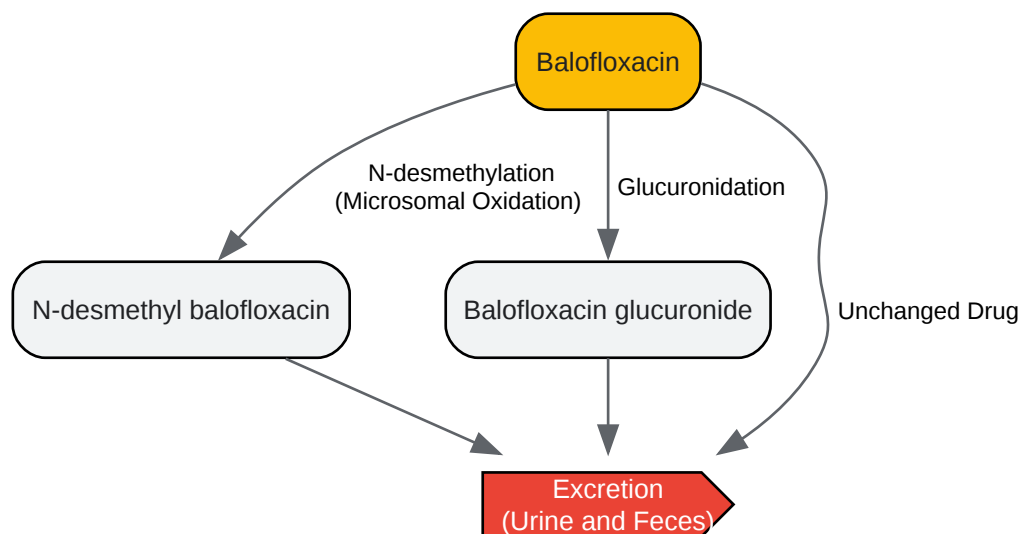 Balofloxacin
N-desmethylation
(Microsomal Oxidation)
Glucuronidation
N-desmethyl balofloxacin
Balofloxacin glucuronide
Unchanged Drug
Excretion
(Urine and Feces)